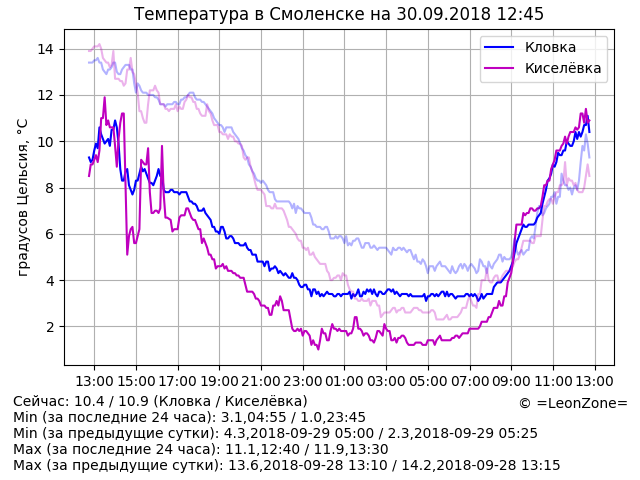 Температура в Смоленске на 30.09.2018 12:45
Кловка
Киселёвка
градусов Цельсия, °C
14
12
10
8
6
4
2
13:00 15:00 17:00 19:00 21:00 23:00 01:00 03:00 05:00 07:00 09:00 11:00 13:00
Сейчас: 10.4 / 10.9 (Кловка / Киселёвка)
© =LeonZone=
Min (за последние 24 часа): 3.1,04:55 / 1.0,23:45
Min (за предыдущие сутки): 4.3,2018-09-29 05:00 / 2.3,2018-09-29 05:25
Max (за последние 24 часа): 11.1,12:40 / 11.9,13:30
Max (за предыдущие сутки): 13.6,2018-09-28 13:10 / 14.2,2018-09-28 13:15